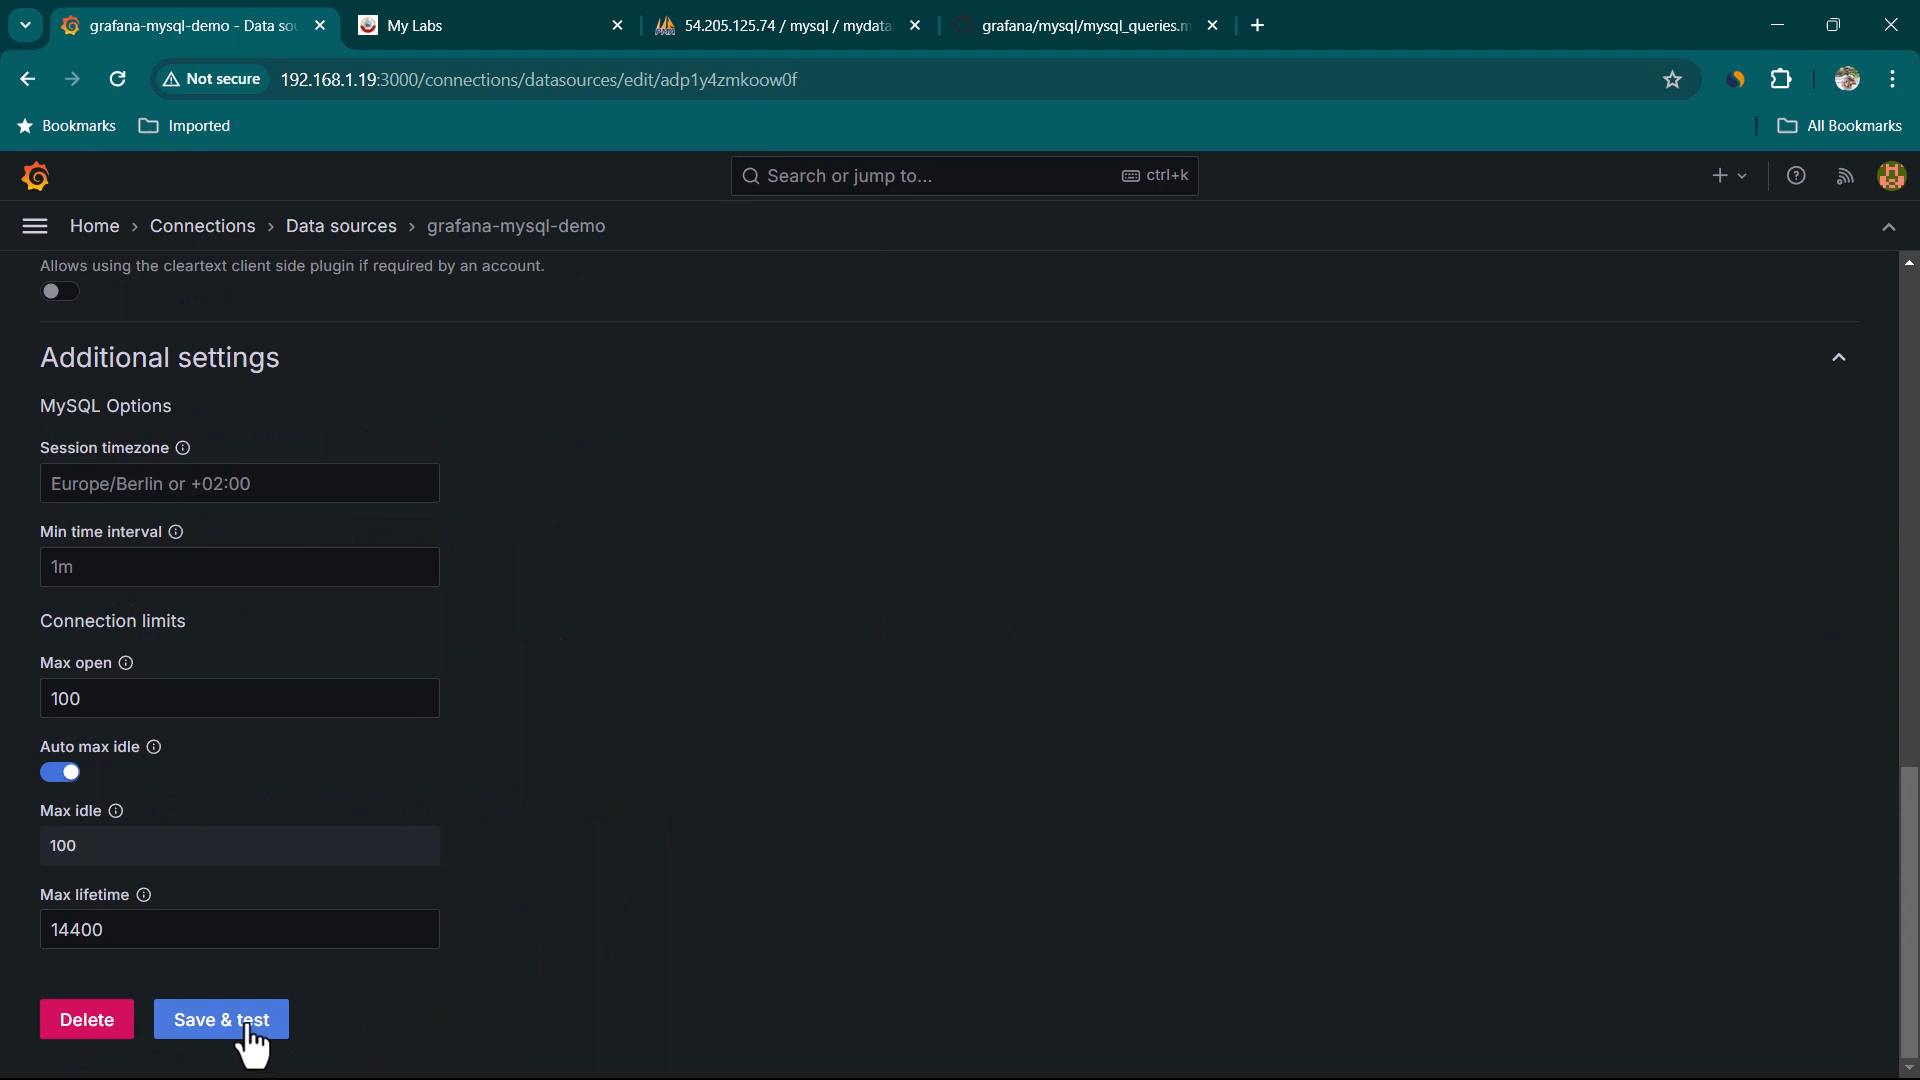 grafana-mysql-demo - Data sou
My Labs
54.205.125.74 / mysql / mydata
grafana/mysql/mysql_queries.m
Not secure
192.168.1.19:3000/connections/datasources/edit/adp1y4zmkoow0f
Bookmarks
Imported
All Bookmarks
Search or jump to...
ctrl+k
Home › Connections › Data sources › grafana-mysql-demo
Allows using the cleartext client side plugin if required by an account.
Additional settings
MySQL Options
Session timezone
Europe/Berlin or +02:00
Min time interval
1m
Connection limits
Max open
100
Auto max idle
Max idle
100
Max lifetime
14400
Delete
Save & test